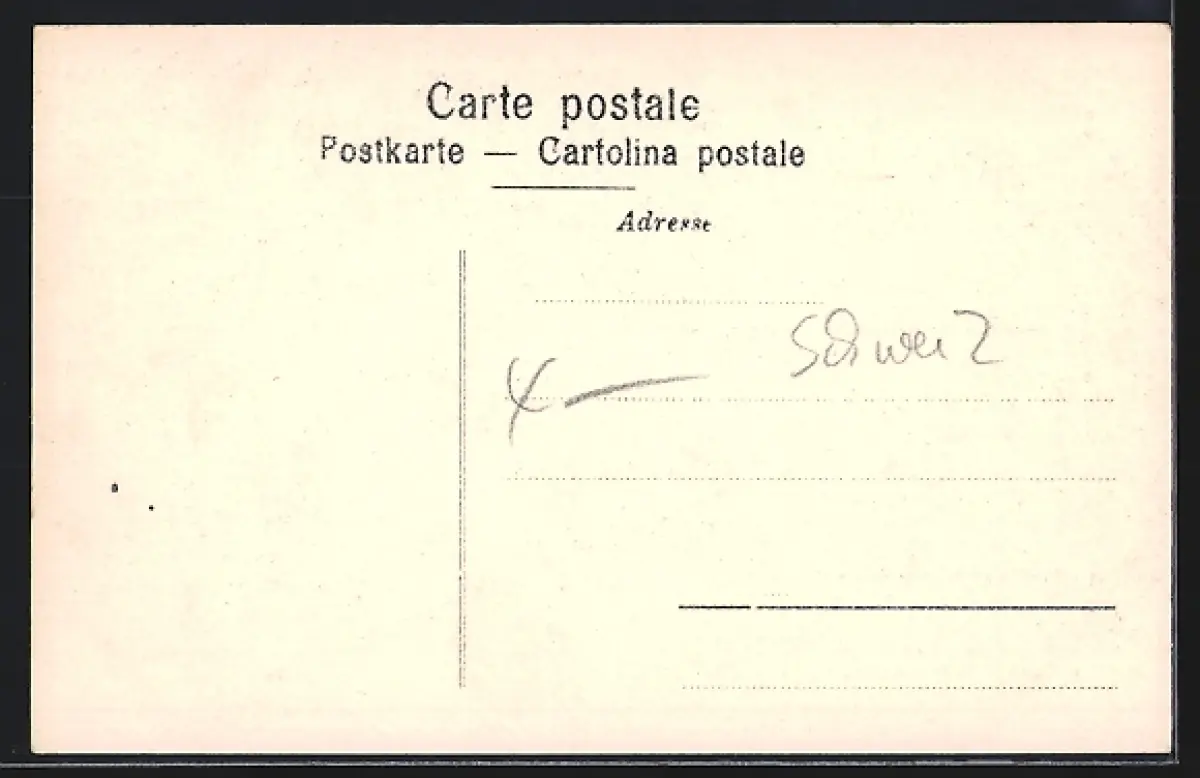 Carte postale
Postkarte — Cartolina postale
Adresse
Schweiz